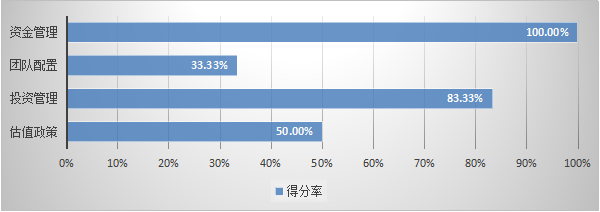 资金管理 100.00%
团队配置 33.33%
投资管理 83.33%
估值政策 50.00%
0% 10% 20% 30% 40% 50% 60% 70% 80% 90% 100%
得分率